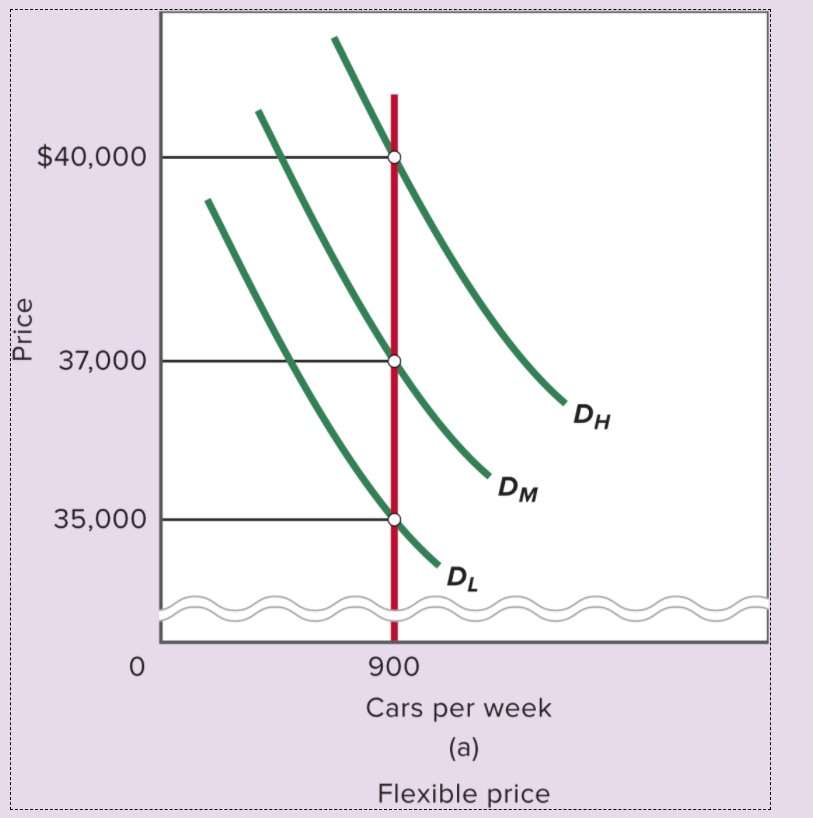 $40,000
Price
37,000
D_H
D_M
35,000
D_L
0
900
Cars per week
(a)
Flexible price